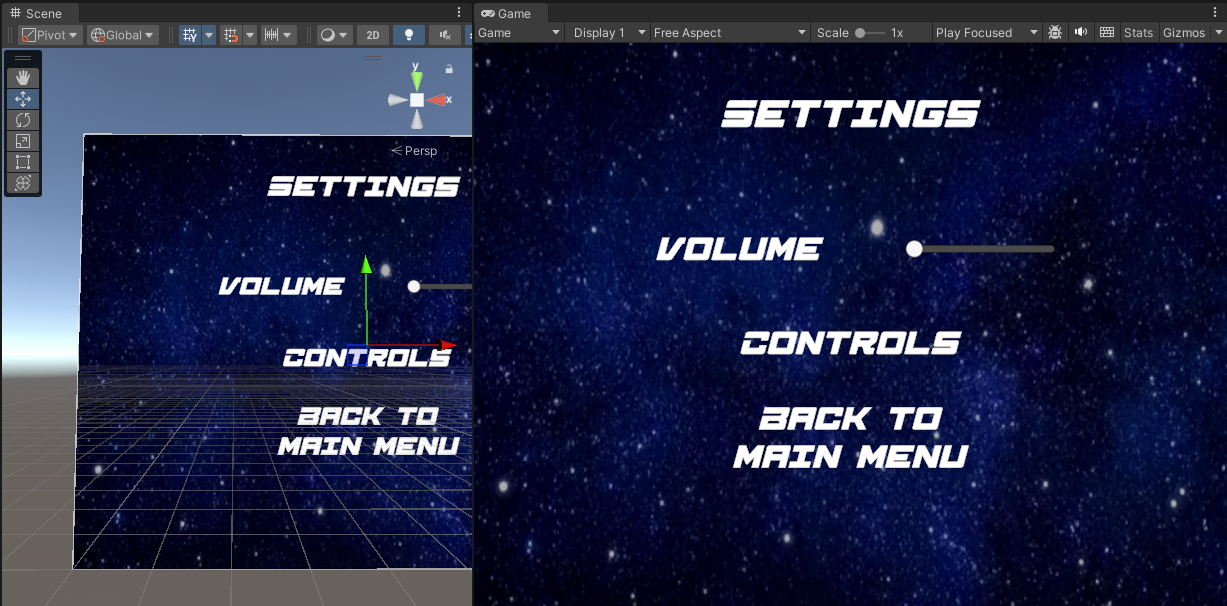 Scene
Pivot
Global
2D
y
x
Persp
SETTINGS
VOLUME
CONTROLS
BACK TO
MAIN MENU
Game
Game
Display 1
Free Aspect
Scale
1x
Play Focused
Stats
Gizmos
SETTINGS
VOLUME
CONTROLS
BACK TO
MAIN MENU